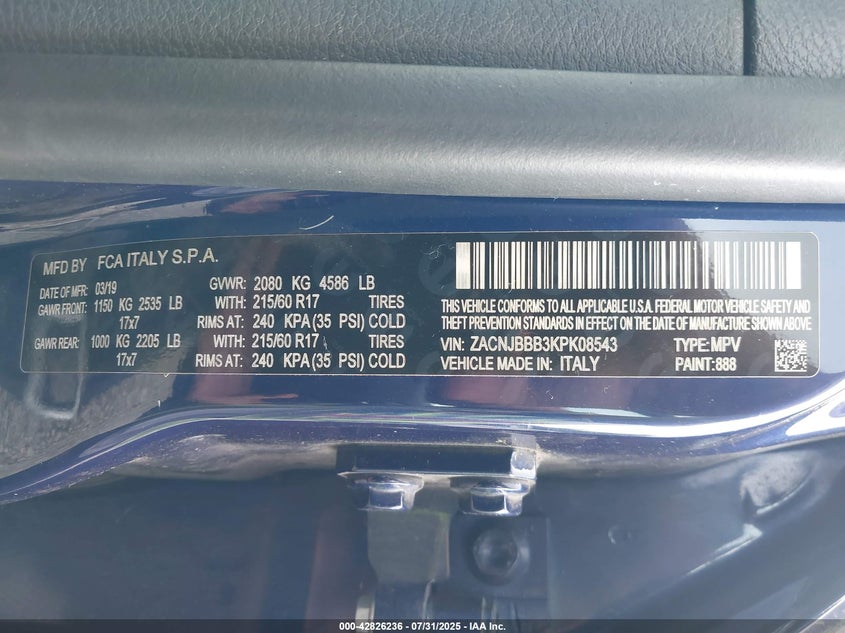 MFD BY FCA ITALY S.P.A.
DATE OF MFR: 03/19 GVWR: 2080 KG 4586 LB
GAWR FRONT: 1150 KG 2535 LB WITH: 215/60 R17 TIRES
17x7 RIMS AT: 240 KPA (35 PSI) COLD
GAWR REAR: 1000 KG 2205 LB WITH: 215/60 R17 TIRES
17x7 RIMS AT: 240 KPA (35 PSI) COLD
THIS VEHICLE CONFORMS TO ALL APPLICABLE U.S.A. FEDERAL MOTOR VEHICLE SAFETY AND
THEFT PREVENTION STANDARDS IN EFFECT ON THE DATE OF MANUFACTURE SHOWN ABOVE.
VIN: ZACNJBBB3KPK08543 TYPE: MPV
VEHICLE MADE IN: ITALY PAINT: 888
000-42826236 - 07/31/2025 - IAA Inc.